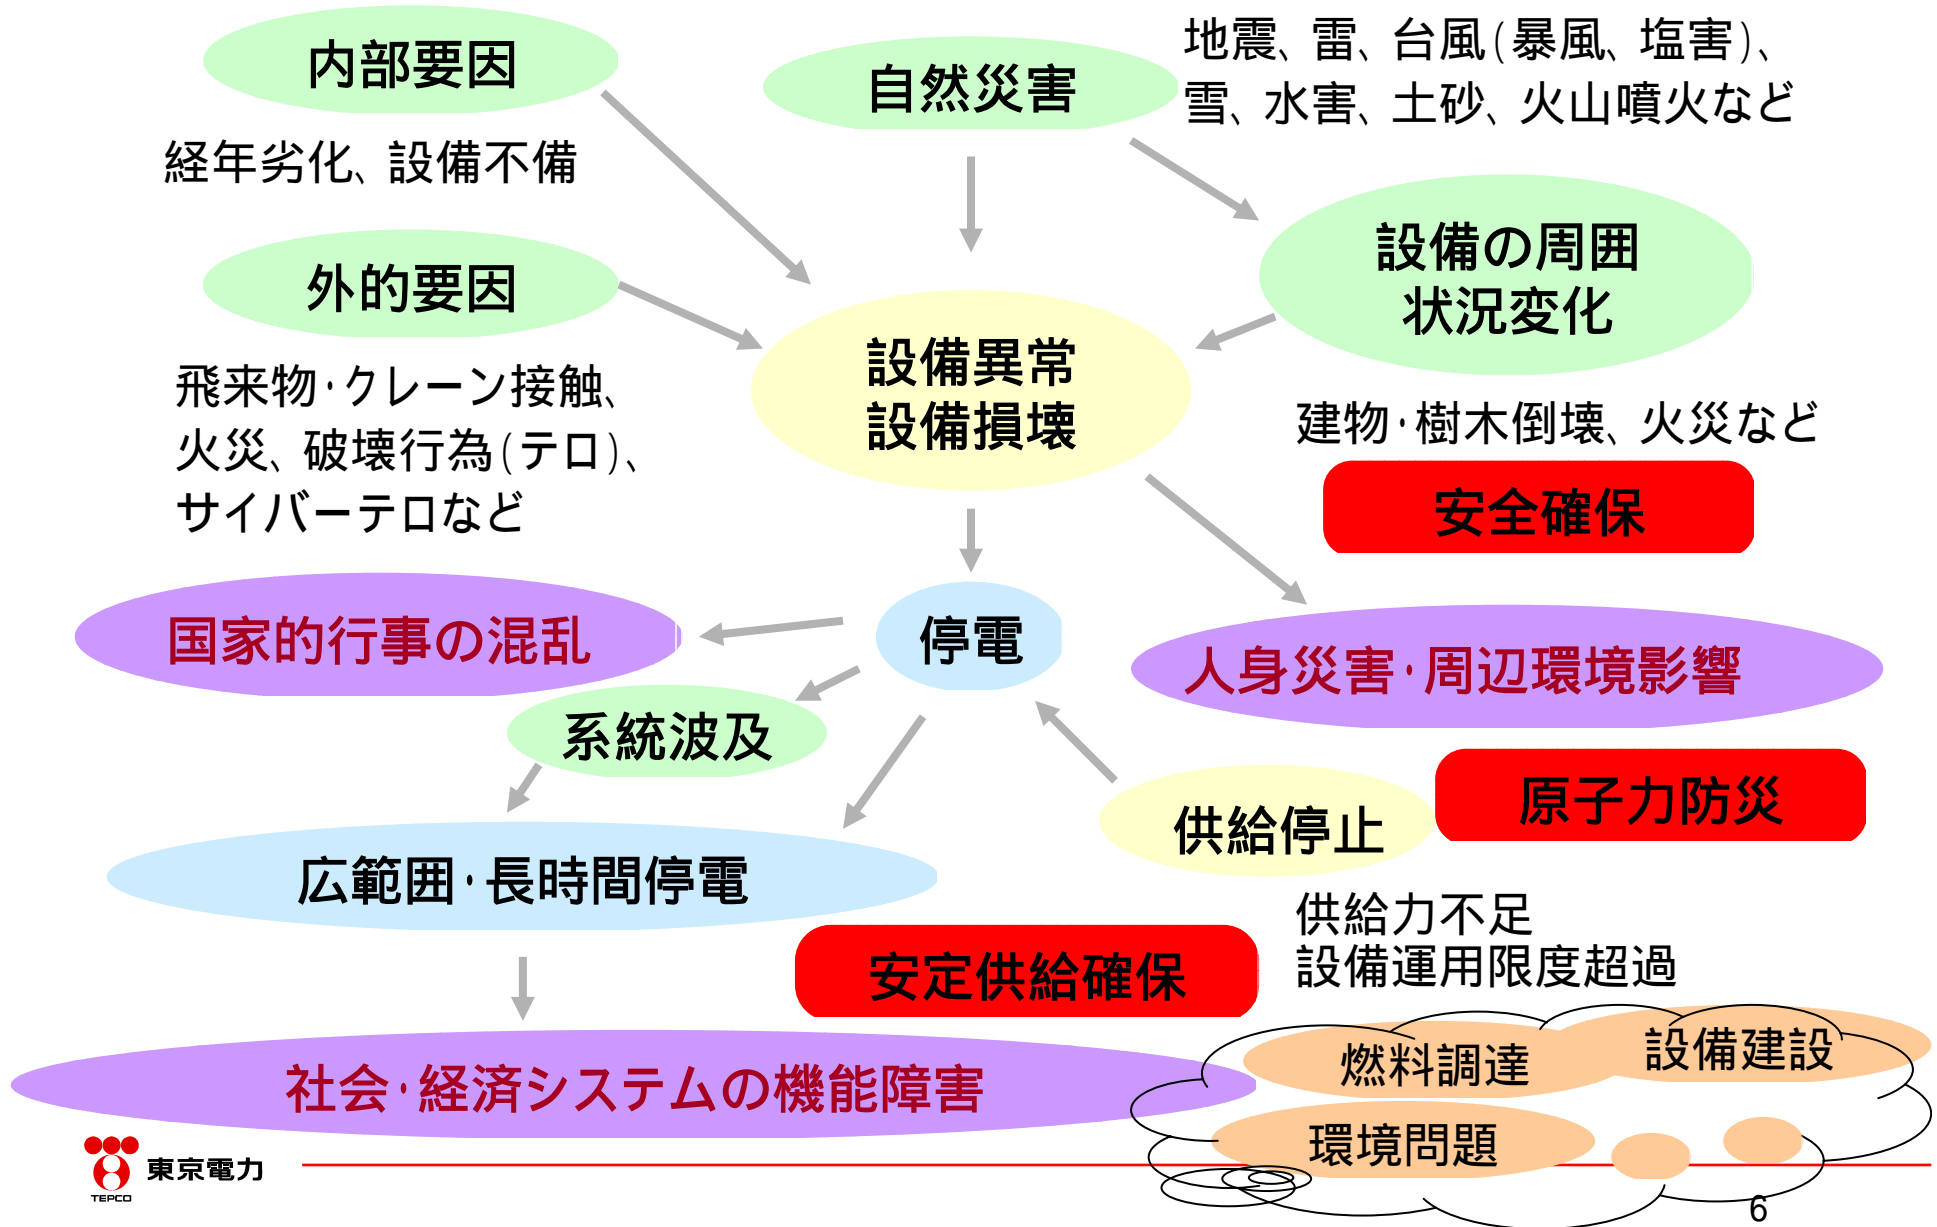 内部要因
経年劣化、設備不備
自然災害
地震、雷、台風(暴風、塩害)、
雪、水害、土砂、火山噴火など
外的要因
飛来物・クレーン接触、
火災、破壊行為(テロ)、
サイバーテロなど
設備の周囲
状況変化
建物・樹木倒壊、火災など
設備異常
設備損壊
安全確保
国家的行事の混乱
停電
人身災害・周辺環境影響
系統波及
原子力防災
供給停止
供給力不足
設備運用限度超過
広範囲・長時間停電
安定供給確保
社会・経済システムの機能障害
燃料調達
設備建設
環境問題
東京電力
TEPCO
6